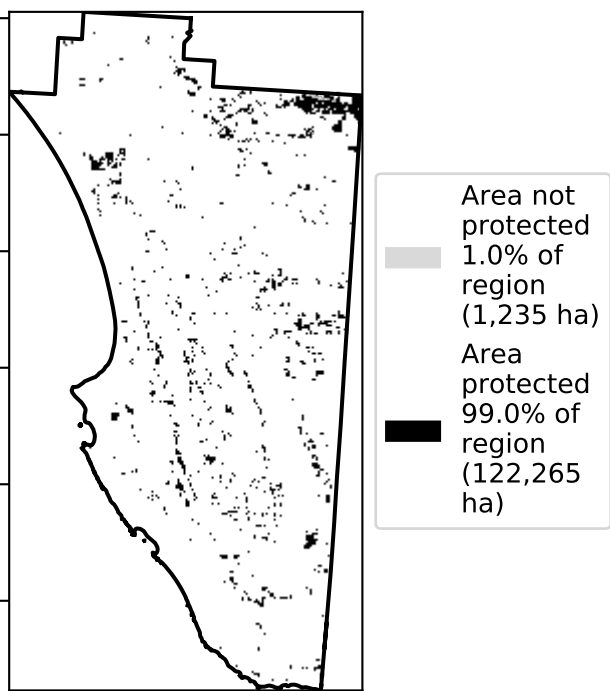 Area not
protected
1.0% of
region
(1,235 ha)
Area
protected
99.0% of
region
(122,265
ha)